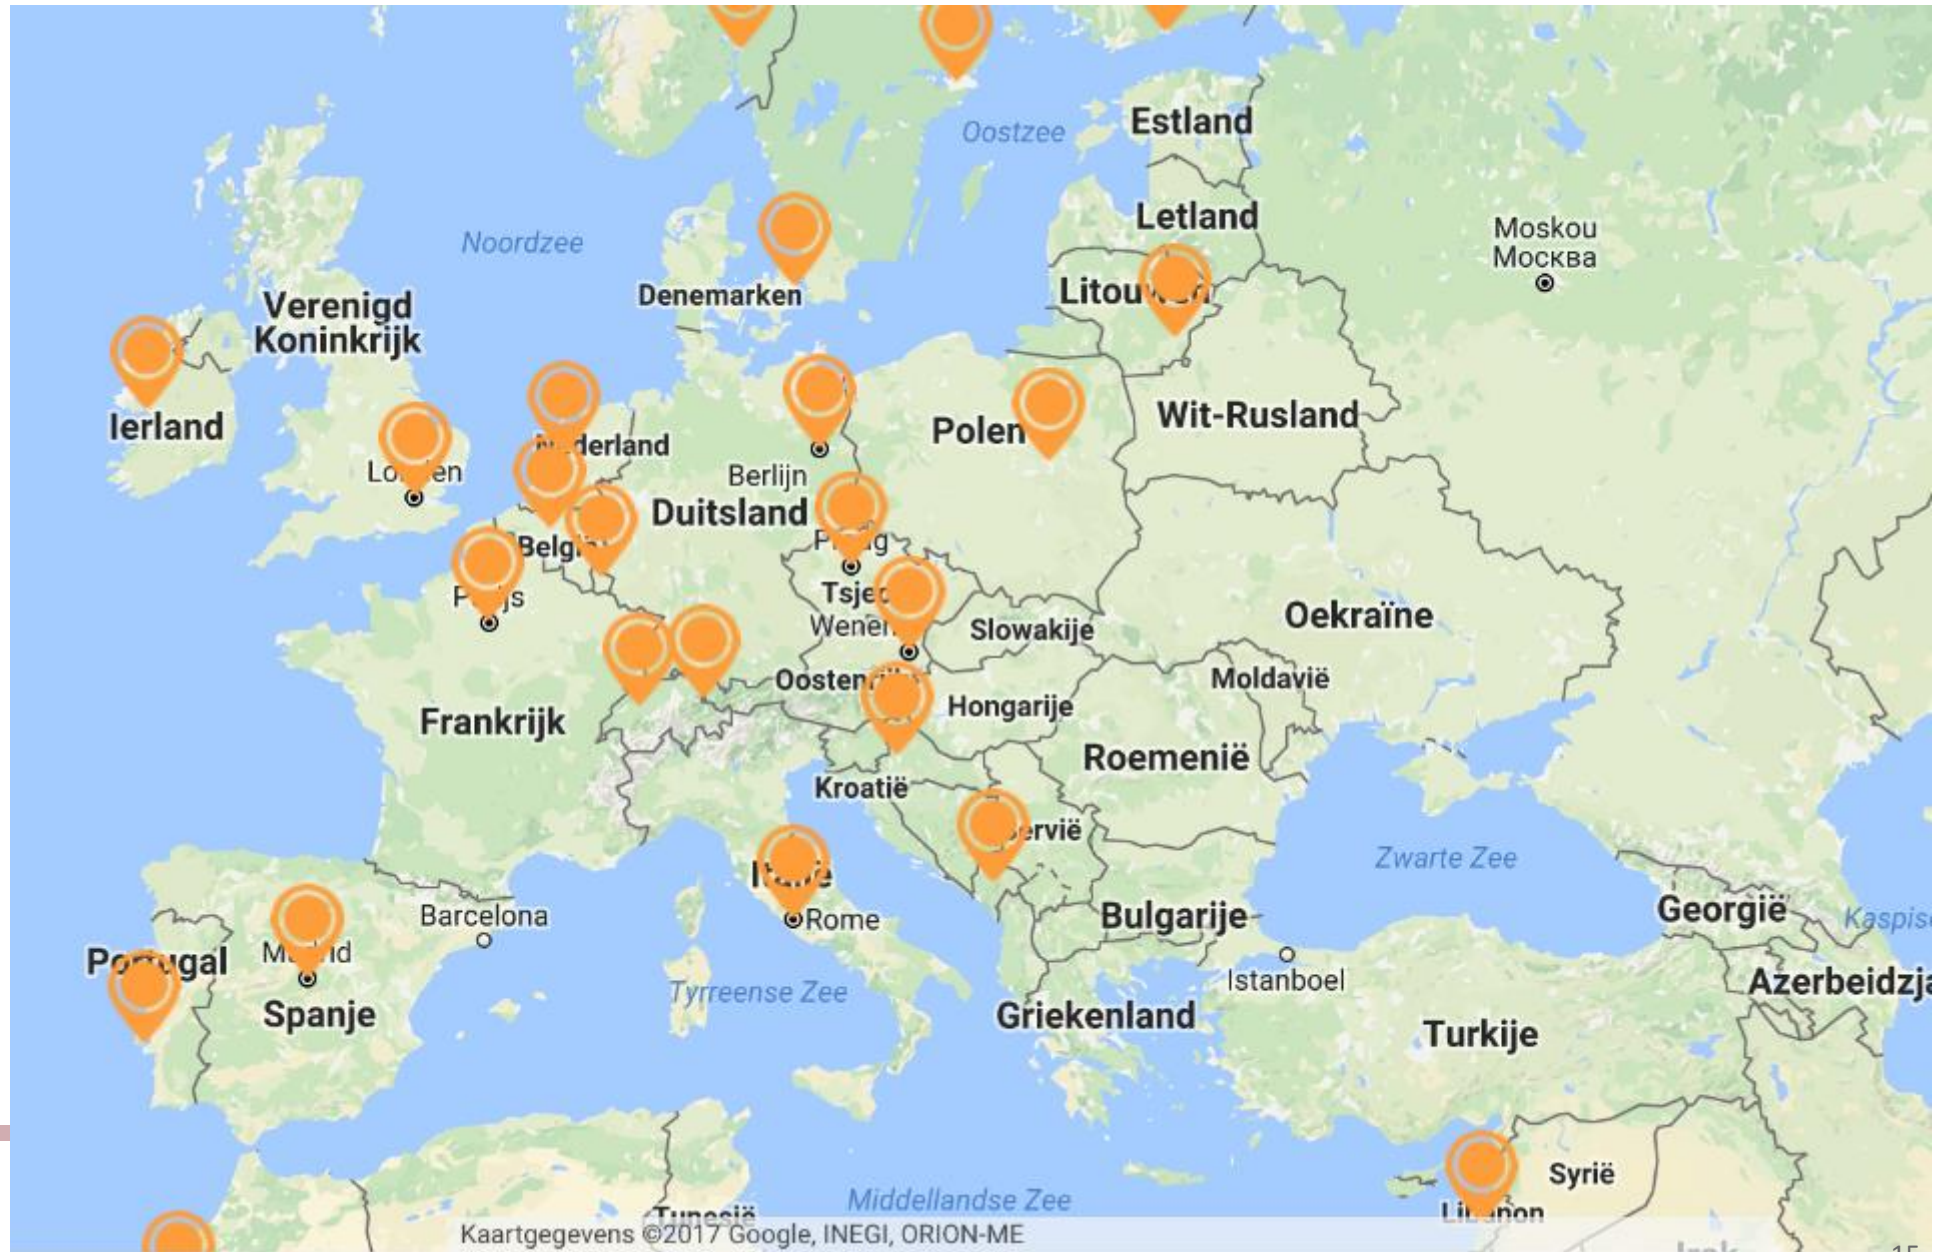 Estland
Oostzee
Letland
Moskou
Москва
Noordzee
Denemarken
Verenigd
Koninkrijk
Wit-Rusland
Ierland
Polen
Berlijn
Duitsland
Slowakije
Oekraïne
Moldavië
Hongarije
Frankrijk
Roemenië
Kroatië
Zwarte Zee
Barcelona
Rome
Bulgarije
Georgië
Istanboel
Tyrreense Zee
Spanje
Griekenland
Turkije
Syrië
Middellandse Zee
Tunesië
Kaartgegevens ©2017 Google, INEGI, ORION-ME